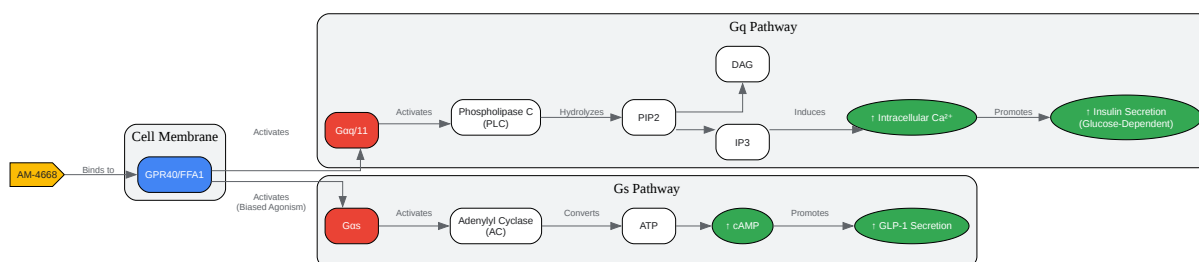 Gq Pathway
DAG
Activates
Phospholipase C
(PLC)
Hydrolyzes
PIP2
Induces
↑ Intracellular Ca²⁺
Promotes
↑ Insulin Secretion
(Glucose-Dependent)
Gαq/11
IP3
Cell Membrane
Activates
AM-4668
Binds to
GPR40/FFA1
Activates
(Biased Agonism)
Gs Pathway
Gαs
Activates
Adenylyl Cyclase
(AC)
Converts
ATP
↑ cAMP
Promotes
↑ GLP-1 Secretion